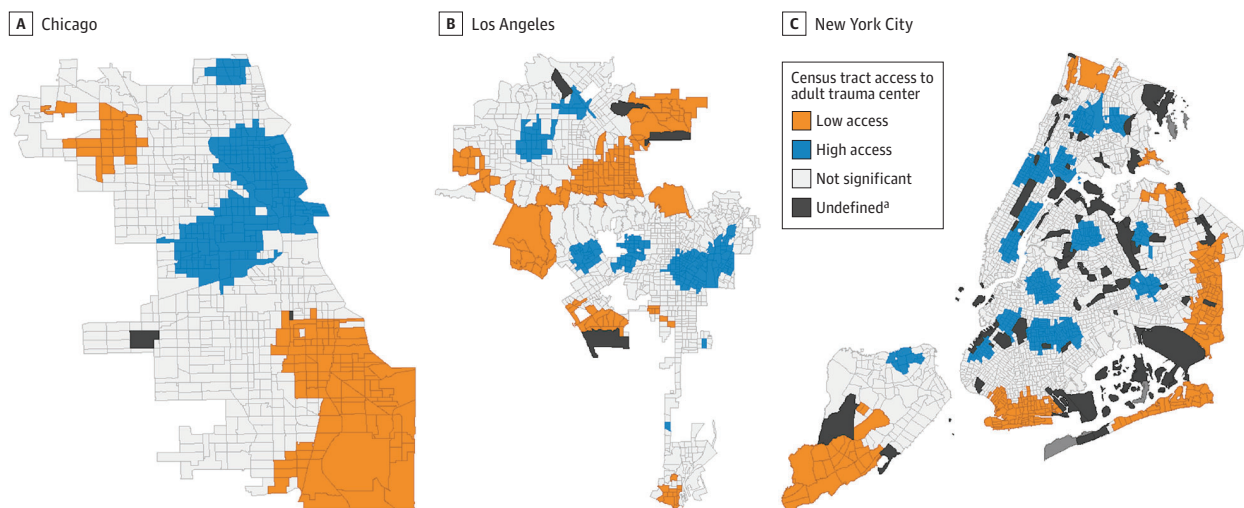 A Chicago
B Los Angeles
C New York City
Census tract access to
adult trauma center
Low access
High access
Not significant
Undefinedᵃ